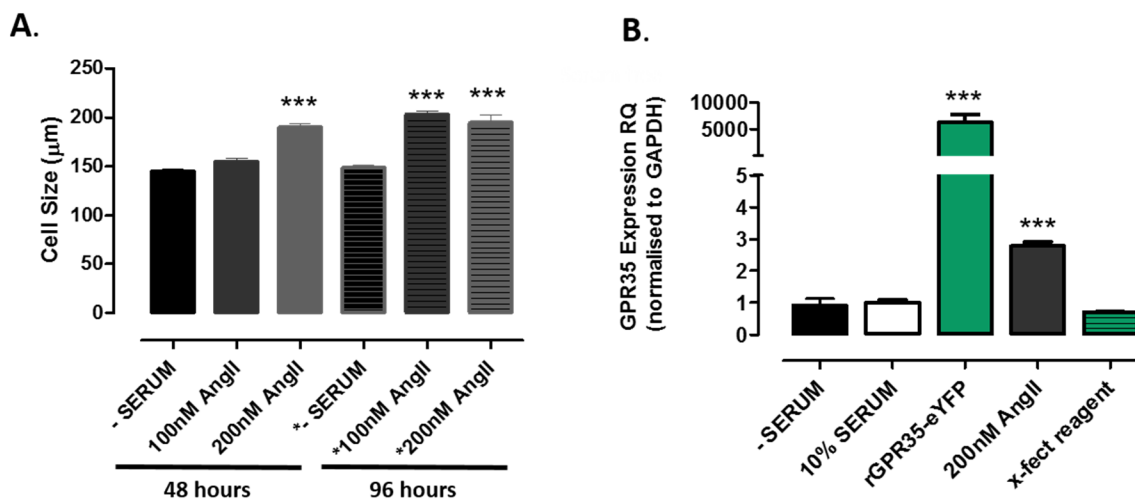 A.
Cell Size (µm)
250
200
150
100
50
0
***
***
***
- SERUM
100nM AngII
200nM AngII
*- SERUM
*100nM AngII
*200nM AngII
48 hours
96 hours
B.
GPR35 Expression RQ
(normalised to GAPDH)
10000
5000
5
4
3
2
1
0
***
***
- SERUM
10% SERUM
rGPR35-eYFP
200nM AngII
x-fect reagent